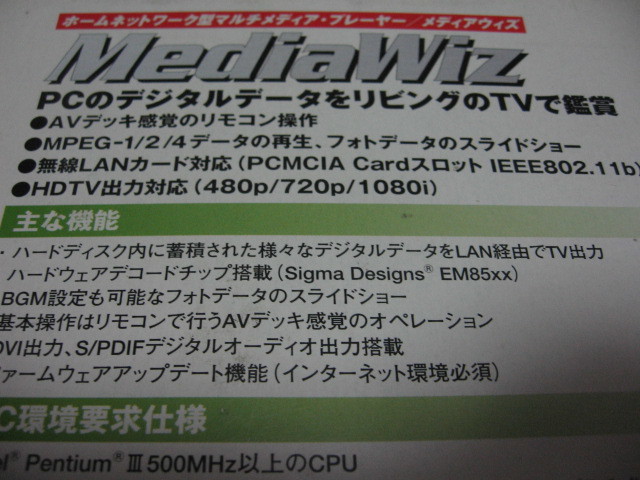 ホームネットワーク型マルチメディア・プレーヤー／メディアウィズ
MediaWiz
PCのデジタルデータをリビングのTVで鑑賞
●AVデッキ感覚のリモコン操作
●MPEG-1/2/4データの再生、フォトデータのスライドショー
●無線LANカード対応（PCMCIA Cardスロット IEEE802.11b）
●HDTV出力対応（480p/720p/1080i）
主な機能
・ハードディスク内に蓄積された様々なデジタルデータをLAN経由でTV出力
ハードウェアデコードチップ搭載（Sigma Designs® EM85xx）
BGM設定も可能なフォトデータのスライドショー
基本操作はリモコンで行うAVデッキ感覚のオペレーション
DVI出力、S/PDIFデジタルオーディオ出力搭載
ファームウェアアップデート機能（インターネット環境必須）
C環境要求仕様
el® Pentium® Ⅲ 500MHz以上のCPU